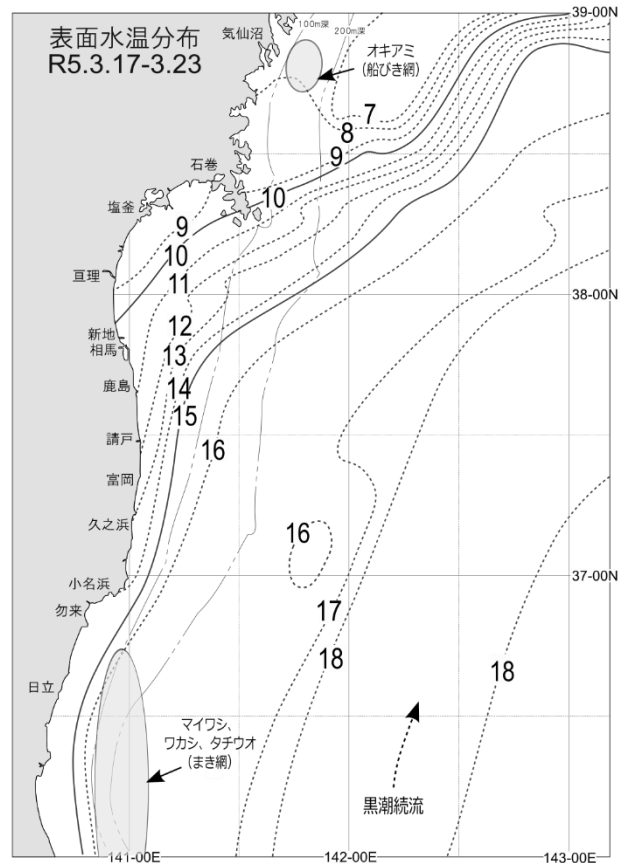 表面水温分布
R5.3.17-3.23
気仙沼
100m深
200m深
39-00N
オキアミ
(船びき網)
7
8
9
石巻
10
塩釜
9
10
亘理
11
38-00N
新地
12
相馬
13
鹿島
14
15
請戸
16
富岡
久之浜
16
小名浜
37-00N
勿来
17
18
18
日立
マイワシ、
ワカシ、タチウオ
(まき網)
黒潮続流
141-00E
142-00E
143-00E